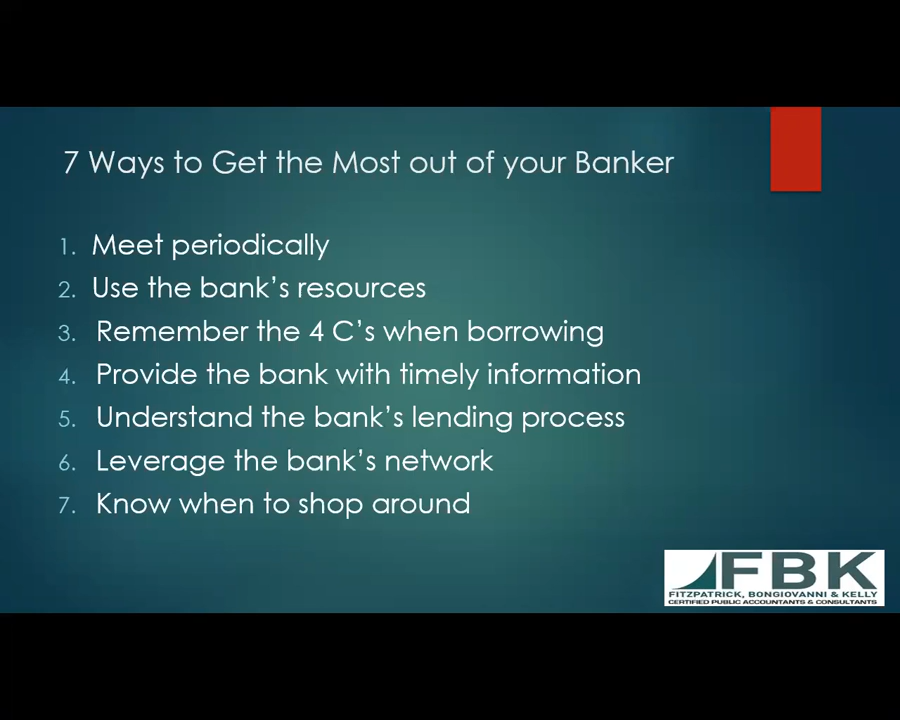 7 Ways to Get the Most out of your Banker
1. Meet periodically
2. Use the bank’s resources
3. Remember the 4 C’s when borrowing
4. Provide the bank with timely information
5. Understand the bank’s lending process
6. Leverage the bank’s network
7. Know when to shop around
FBK
FITZPATRICK, BONGIOVANNI & KELLY
CERTIFIED PUBLIC ACCOUNTANTS & CONSULTANTS